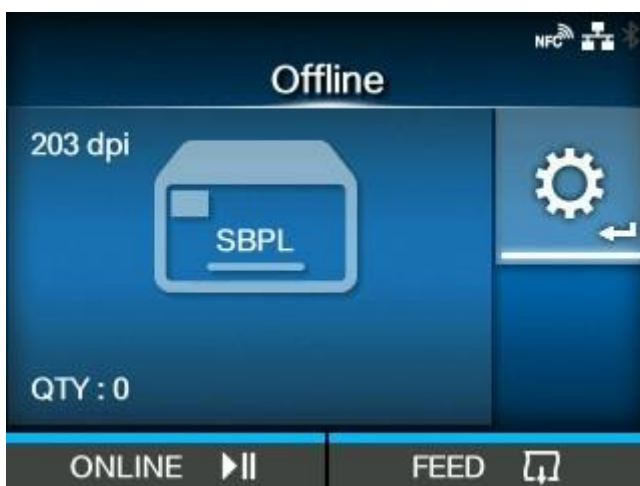 NFC
Offline
203 dpi
SBPL
QTY : 0
ONLINE
FEED